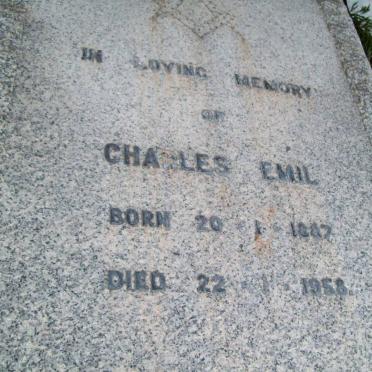 IN LOVING MEMORY
OF
CHARLES EMIL
BORN 20 · 1 · 1887
DIED 22 · 1 · 1958.